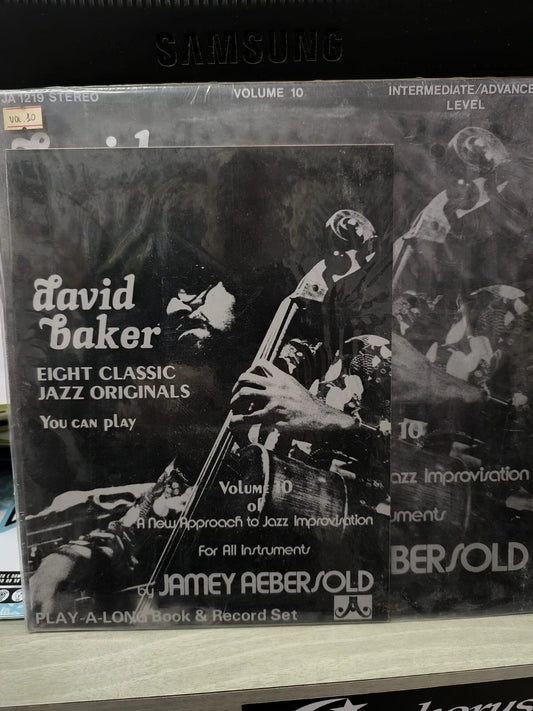 SAMSUNG
JA 1219 STEREO
VOLUME 10
INTERMEDIATE/ADVANCE
LEVEL
VOL. 10
david
david
baker
EIGHT CLASSIC
JAZZ ORIGINALS
You can play
10
Volume 10
of
A New Approach to Jazz Improvisation
azz Improvisation
For All Instruments
uments
by JAMEY AEBERSOLD
BERSOLD
PLAY-A-LONG Book & Record Set
JA